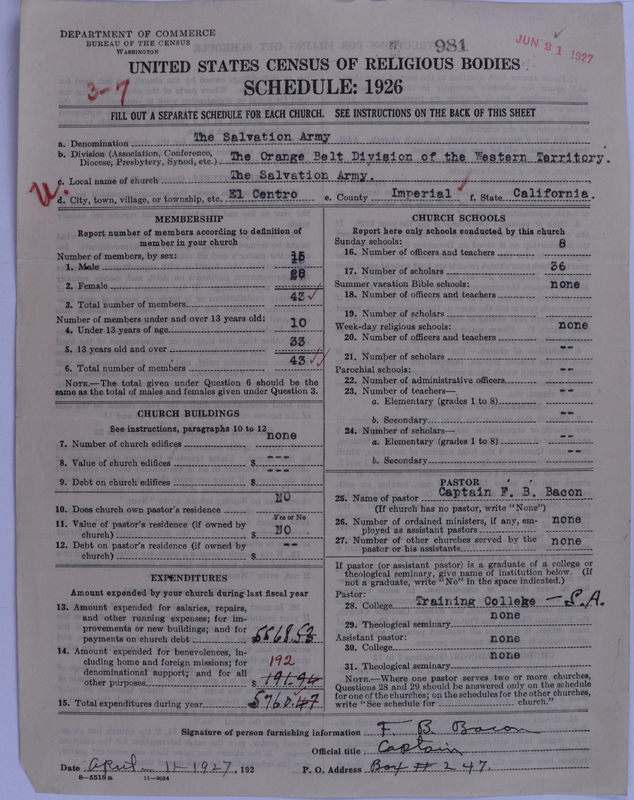 DEPARTMENT OF COMMERCE
BUREAU OF THE CENSUS
WASHINGTON
981
JUN 21 1927
UNITED STATES CENSUS OF RELIGIOUS BODIES
3-7
SCHEDULE: 1926
FILL OUT A SEPARATE SCHEDULE FOR EACH CHURCH. SEE INSTRUCTIONS ON THE BACK OF THIS SHEET
a. Denomination The Salvation Army
b. Division (Association, Conference, Diocese, Presbytery, Synod, etc.) The Orange Belt Division of the Western Territory.
c. Local name of church The Salvation Army.
d. City, town, village, or township, etc. El Centro e. County Imperial f. State California.
MEMBERSHIP
Report number of members according to definition of
member in your church
Number of members, by sex:
1. Male 15
2. Female 28
3. Total number of members 43 ✓
Number of members under and over 13 years old:
4. Under 13 years of age 10
5. 13 years old and over 33
6. Total number of members 43 ✓✓
NOTE.—The total given under Question 6 should be the
same as the total of males and females given under Question 3.
CHURCH BUILDINGS
See instructions, paragraphs 10 to 12
7. Number of church edifices none
8. Value of church edifices $ ---
9. Debt on church edifices $ ---
10. Does church own pastor's residence NO
Yes or No
11. Value of pastor's residence (if owned by
church) $ NO
12. Debt on pastor's residence (if owned by
church) $ --
EXPENDITURES
Amount expended by your church during last fiscal year
13. Amount expended for salaries, repairs,
and other running expenses; for im-
provements or new buildings; and for
payments on church debt $5568.53
14. Amount expended for benevolences, in-
cluding home and foreign missions; for
denominational support; and for all
other purposes $ 191.94
192
15. Total expenditures during year 5760.47
CHURCH SCHOOLS
Report here only schools conducted by this church
Sunday schools:
16. Number of officers and teachers 8
17. Number of scholars 36
Summer vacation Bible schools: none
18. Number of officers and teachers
19. Number of scholars
Week-day religious schools: none
20. Number of officers and teachers
21. Number of scholars --
Parochial schools: --
22. Number of administrative officers
23. Number of teachers—
a. Elementary (grades 1 to 8) --
b. Secondary --
24. Number of scholars—
a. Elementary (grades 1 to 8) --
b. Secondary --
PASTOR
25. Name of pastor Captain F. B. Bacon
(If church has no pastor, write "None")
26. Number of ordained ministers, if any, em-
ployed as assistant pastors none
27. Number of other churches served by the
pastor or his assistants none
If pastor (or assistant pastor) is a graduate of a college or
theological seminary, give name of institution below. (If
not a graduate, write "No" in the space indicated.)
Pastor:
28. College Training College - S.A.
29. Theological seminary none
Assistant pastor:
30. College none
31. Theological seminary none
NOTE.—Where one pastor serves two or more churches,
Questions 28 and 29 should be answered only on the schedule
for one of the churches; on the schedules for the other churches,
write "See schedule for church."
Signature of person furnishing information F. B. Bacon
Official title Captain
Date April 11-1927, 192 P. O. Address Box # 247.
8-5518 a 11-9034